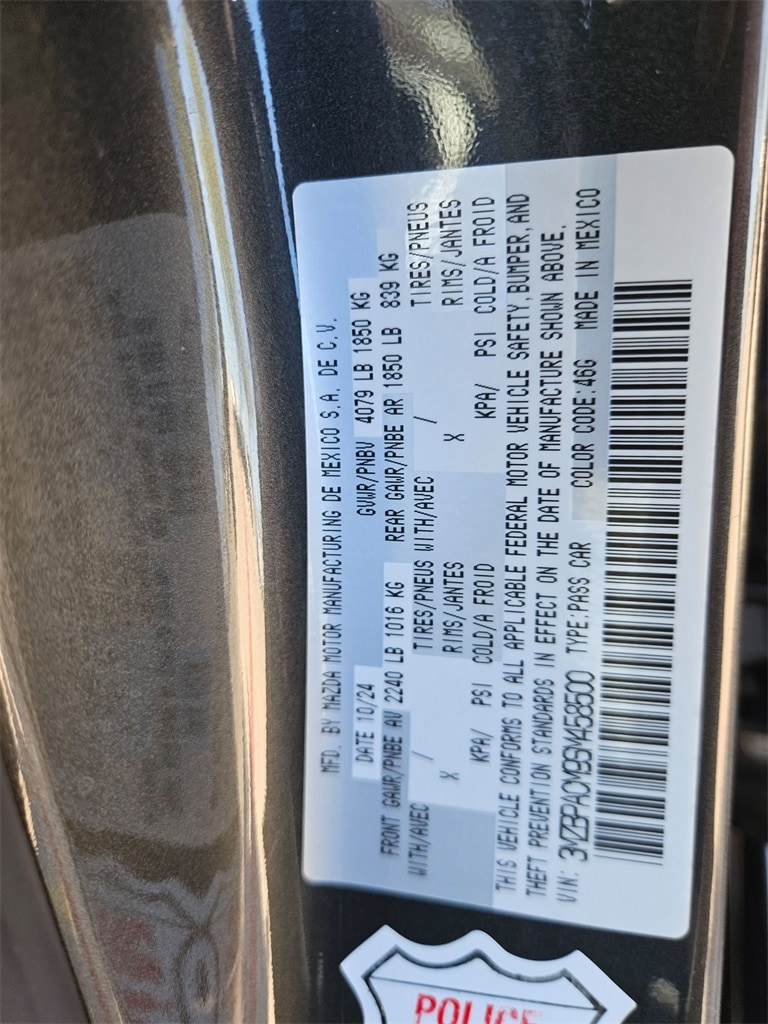 MFD. BY MAZDA MOTOR MANUFACTURING DE MEXICO S.A. DE C.V.
DATE 10/24 GVWR/PNBV 4079 LB 1850 KG
FRONT GAWR/PNBE AV 2240 LB 1016 KG REAR GAWR/PNBE AR 1850 LB 839 KG
WITH/AVEC / TIRES/PNEUS WITH/AVEC / TIRES/PNEUS
X RIMS/JANTES X RIMS/JANTES
KPA/ PSI COLD/A FROID KPA/ PSI COLD/A FROID
THIS VEHICLE CONFORMS TO ALL APPLICABLE FEDERAL MOTOR VEHICLE SAFETY, BUMPER, AND
THEFT PREVENTION STANDARDS IN EFFECT ON THE DATE OF MANUFACTURE SHOWN ABOVE.
VIN: 3MZBPACM9SM458500 TYPE:PASS CAR COLOR CODE:46G MADE IN MEXICO
POLICE